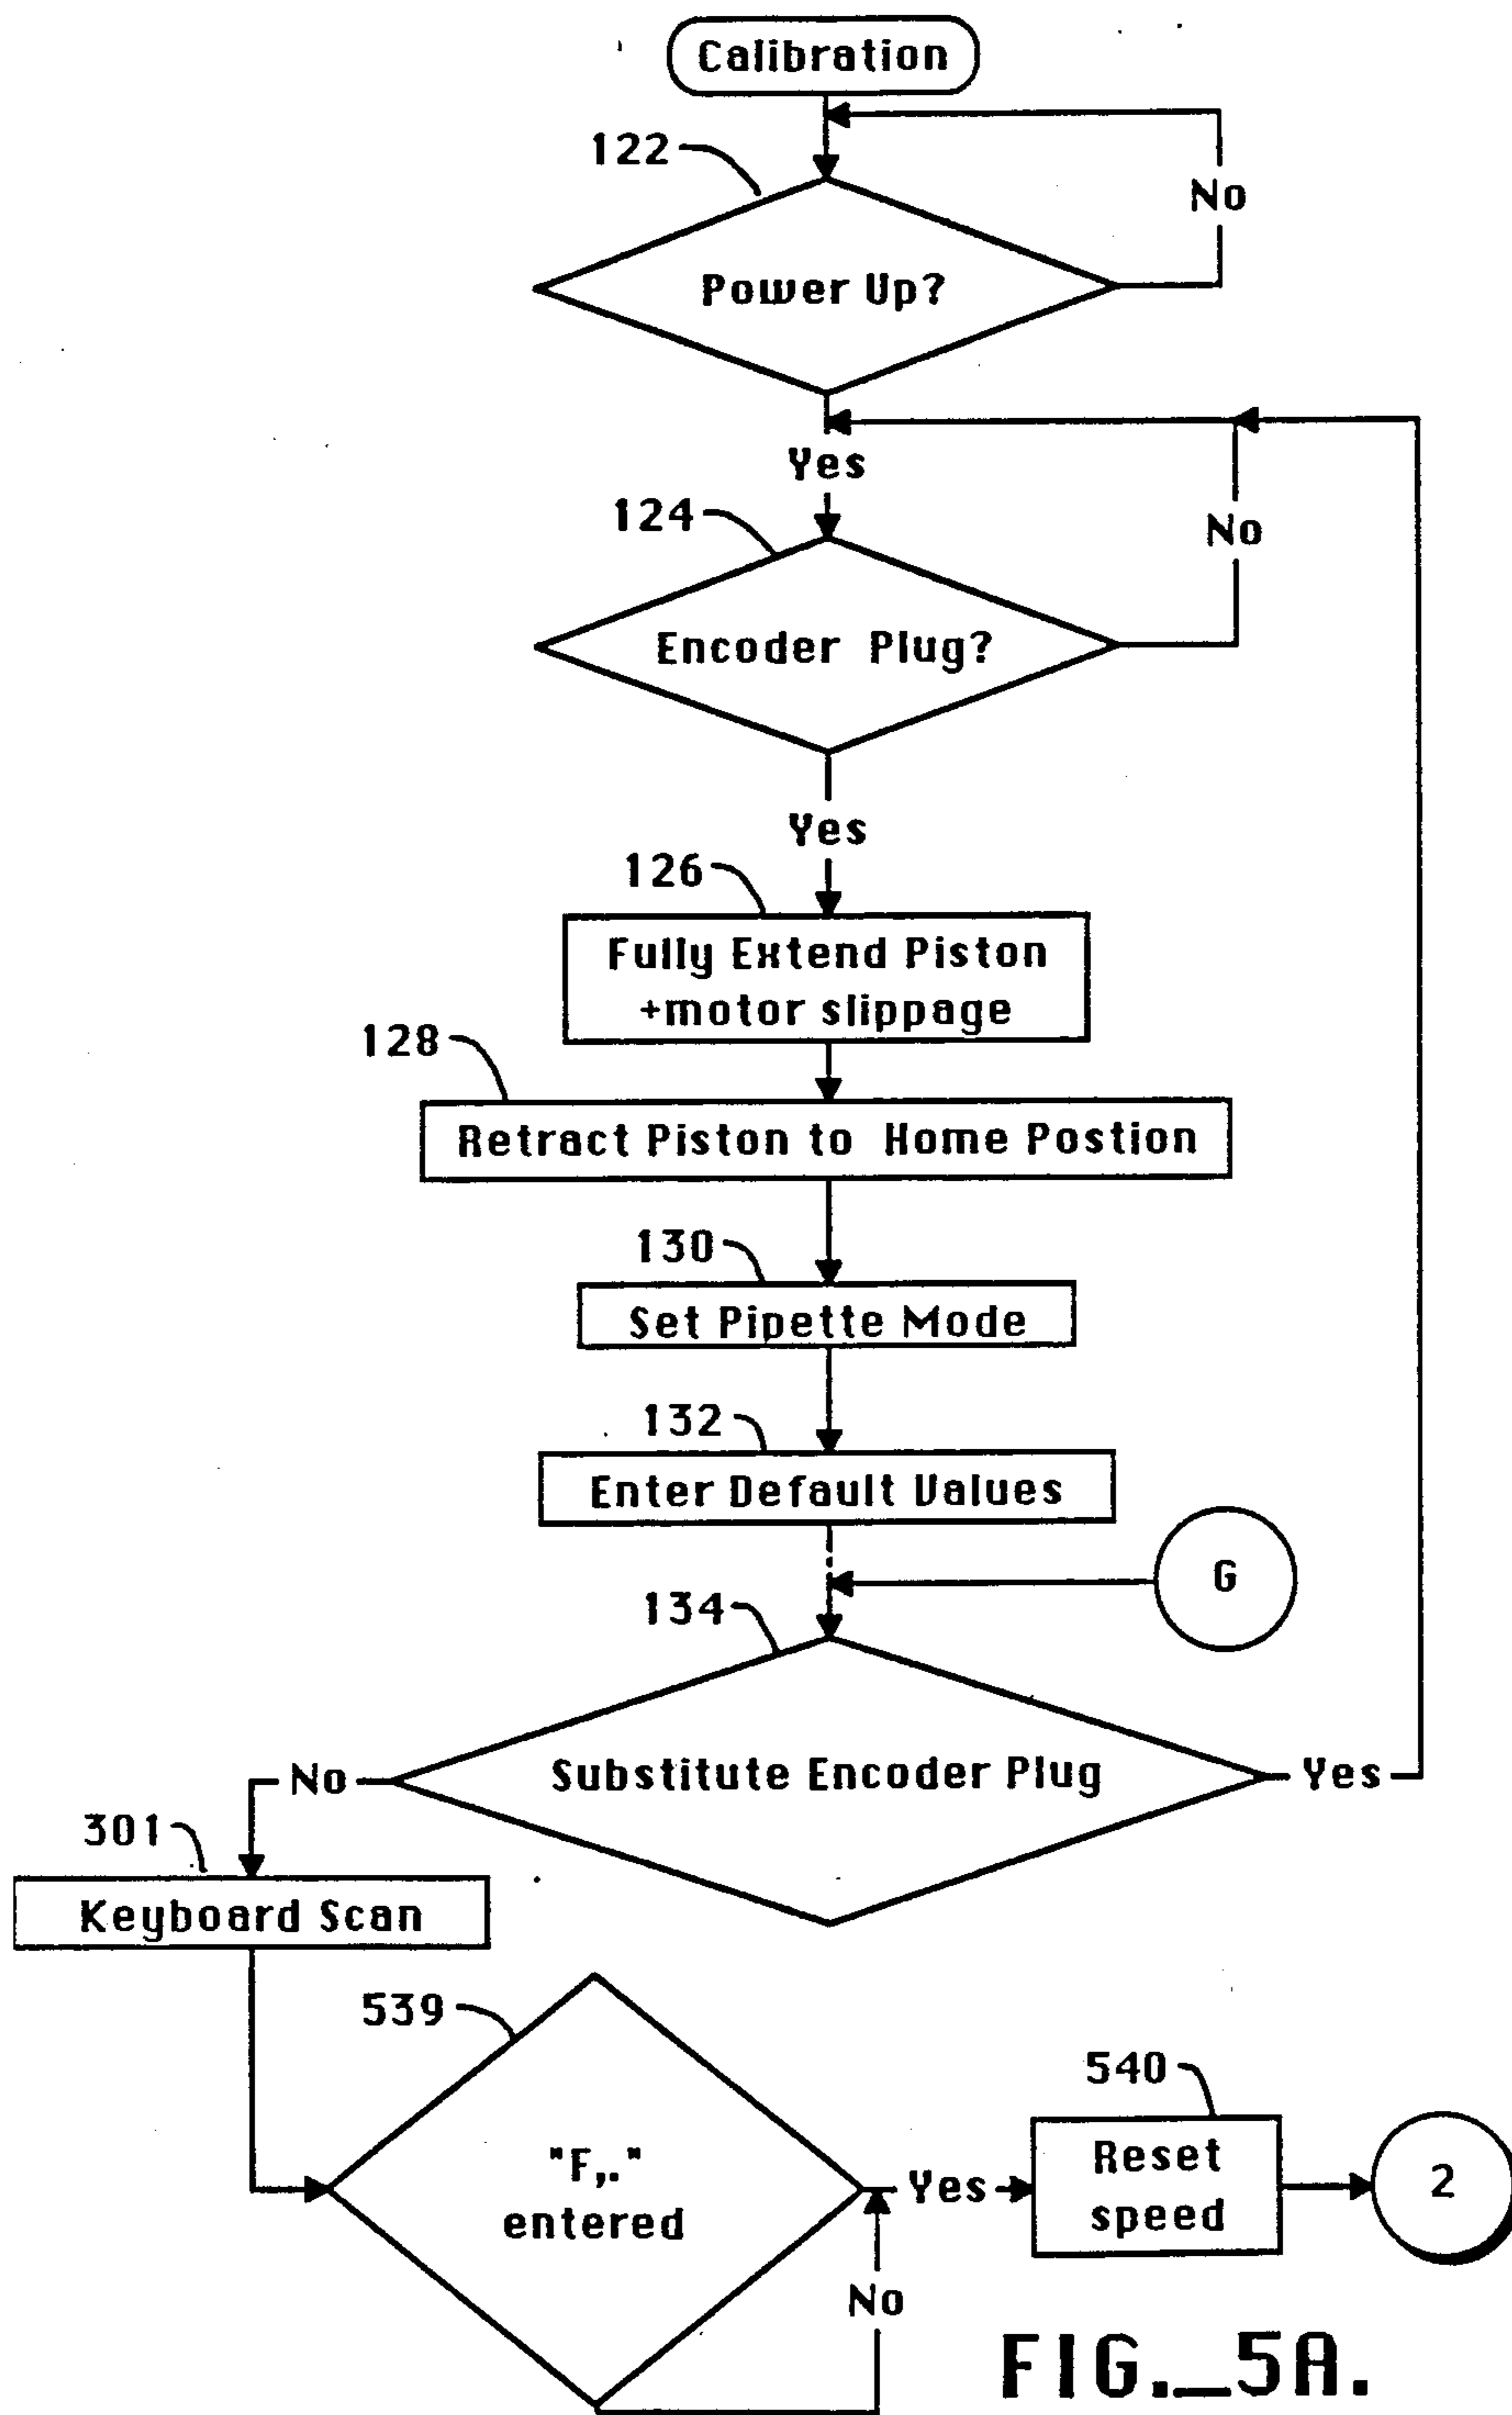 Calibration
122
No
Power Up?
Yes
124
No
Encoder Plug?
Yes
126
Fully Extend Piston
+motor slippage
128
Retract Piston to Home Postion
130
Set Pipette Mode
132
Enter Default Values
G
134
No
Substitute Encoder Plug
Yes
301
Keyboard Scan
539
540
"F,."
entered
Yes
Reset
speed
2
No
FIG._5A.